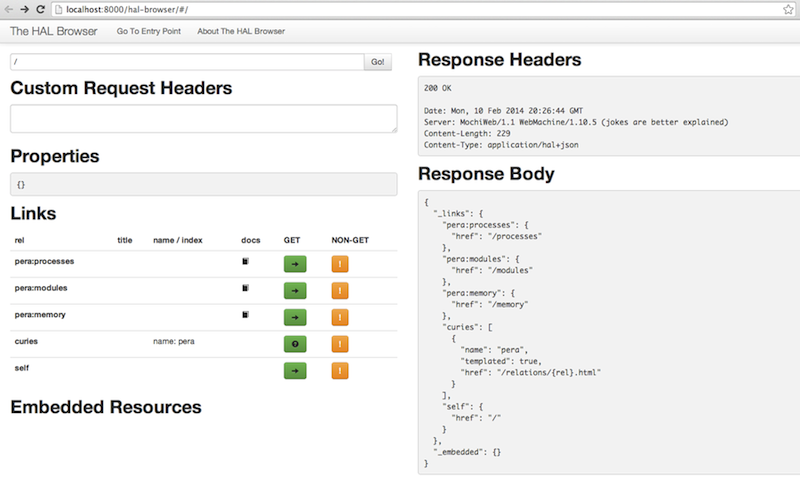 localhost:8000/hal-browser/#/
The HAL Browser Go To Entry Point About The HAL Browser
/ Go!
Custom Request Headers
Properties
{}
Links
rel title name / index docs GET NON-GET
pera:processes
pera:modules
pera:memory
curies name: pera
self
Embedded Resources
Response Headers
200 OK
Date: Mon, 10 Feb 2014 20:26:44 GMT
Server: MochiWeb/1.1 WebMachine/1.10.5 (jokes are better explained)
Content-Length: 229
Content-Type: application/hal+json
Response Body
{
  "_links": {
    "pera:processes": {
      "href": "/processes"
    },
    "pera:modules": {
      "href": "/modules"
    },
    "pera:memory": {
      "href": "/memory"
    },
    "curies": [
      {
        "name": "pera",
        "templated": true,
        "href": "/relations/{rel}.html"
      }
    ],
    "self": {
      "href": "/"
    }
  },
  "_embedded": {}
}